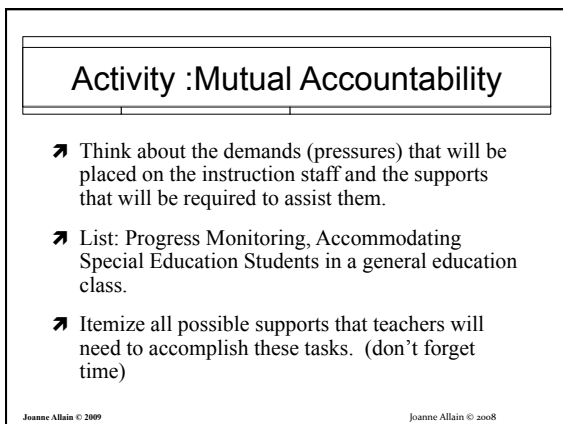 Activity :Mutual Accountability
Think about the demands (pressures) that will be
placed on the instruction staff and the supports
that will be required to assist them.
List: Progress Monitoring, Accommodating
Special Education Students in a general education
class.
Itemize all possible supports that teachers will
need to accomplish these tasks.  (don’t forget
time)
Joanne Allain © 2009
Joanne Allain © 2008